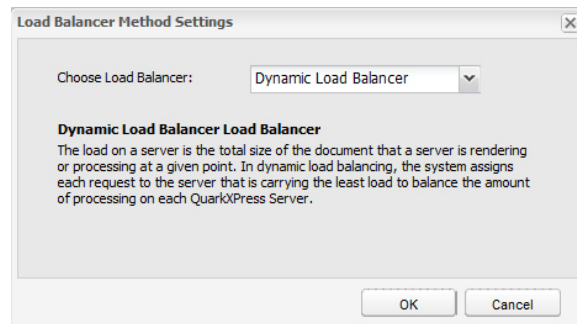 Load Balancer Method Settings
Choose Load Balancer: Dynamic Load Balancer
Dynamic Load Balancer Load Balancer
The load on a server is the total size of the document that a server is rendering
or processing at a given point. In dynamic load balancing, the system assigns
each request to the server that is carrying the least load to balance the amount
of processing on each QuarkXPress Server.
OK Cancel